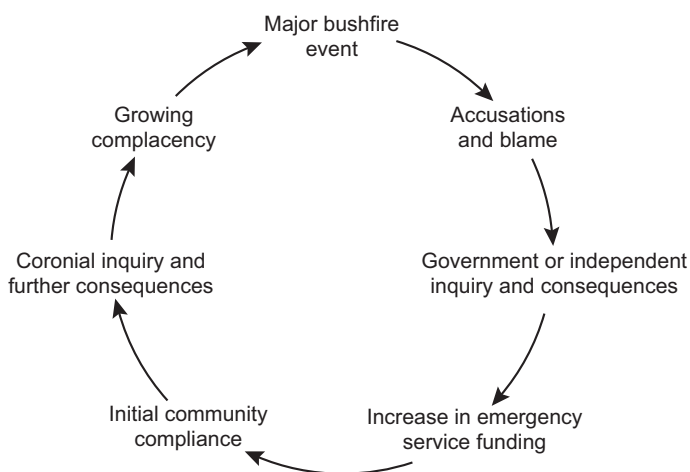 Major bushfire
event
Accusations
and blame
Government or independent
inquiry and consequences
Increase in emergency
service funding
Initial community
compliance
Coronial inquiry and
further consequences
Growing
complacency